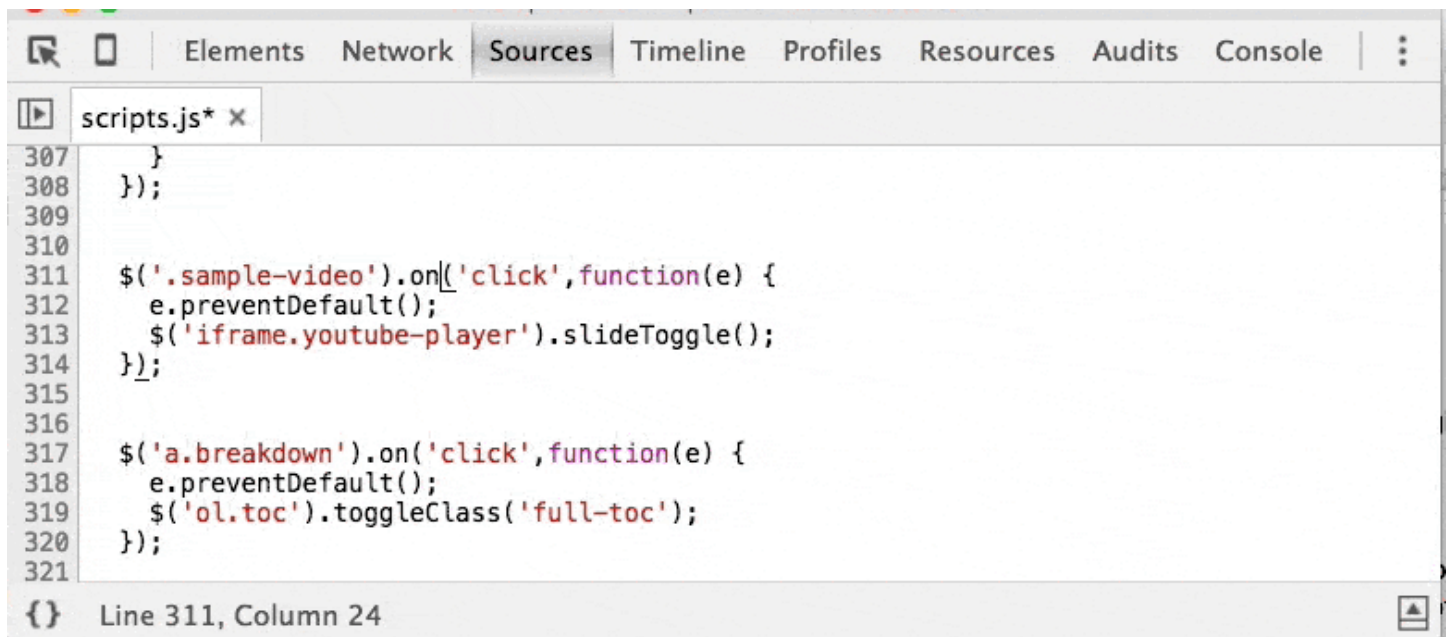 Elements Network Sources Timeline Profiles Resources Audits Console
scripts.js* ×
307 }
308 });
309
310
311 $('.sample-video').on('click',function(e) {
312 e.preventDefault();
313 $('iframe.youtube-player').slideToggle();
314 });
315
316
317 $('a.breakdown').on('click',function(e) {
318 e.preventDefault();
319 $('ol.toc').toggleClass('full-toc');
320 });
321
{} Line 311, Column 24